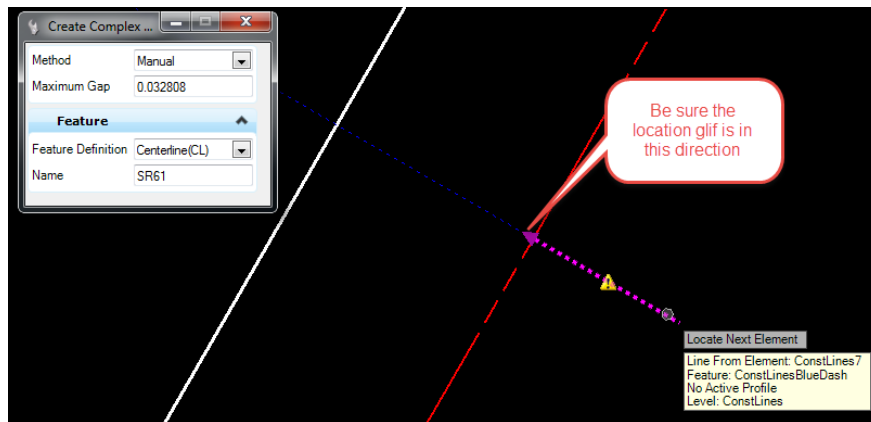 Create Complex ...
Method
Manual
Maximum Gap
0.032808
Feature
Feature Definition
Centerline(CL)
Name
SR61
Be sure the
location glif is in
this direction
Locate Next Element
Line From Element: ConstLines7
Feature: ConstLinesBlueDash
No Active Profile
Level: ConstLines